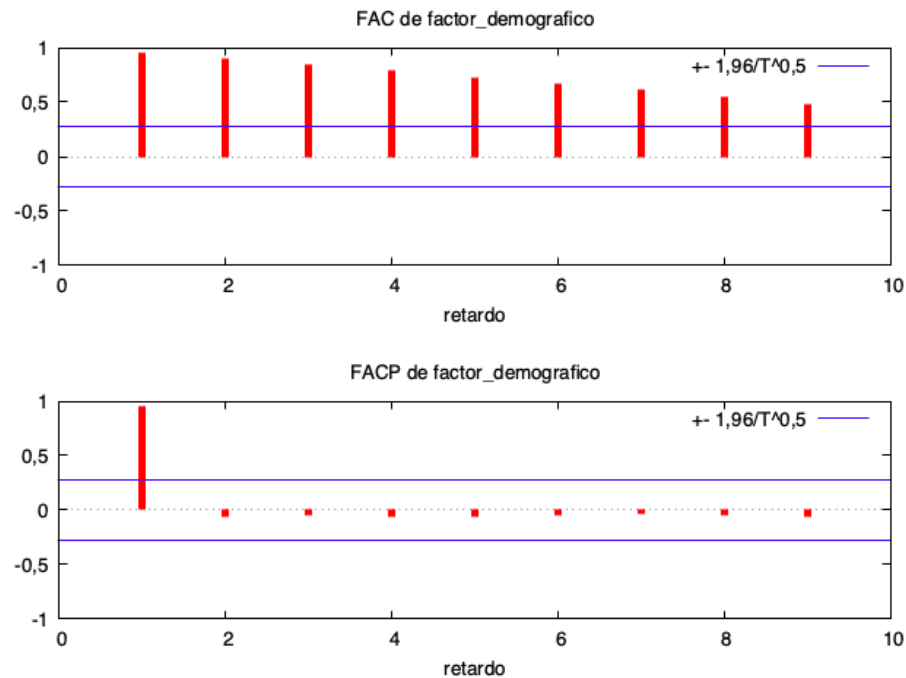 FAC de factor_demografico
1
+- 1,96/T^0,5
0,5
0
-0,5
-1
0 2 4 6 8 10
retardo
FACP de factor_demografico
1
+- 1,96/T^0,5
0,5
0
-0,5
-1
0 2 4 6 8 10
retardo